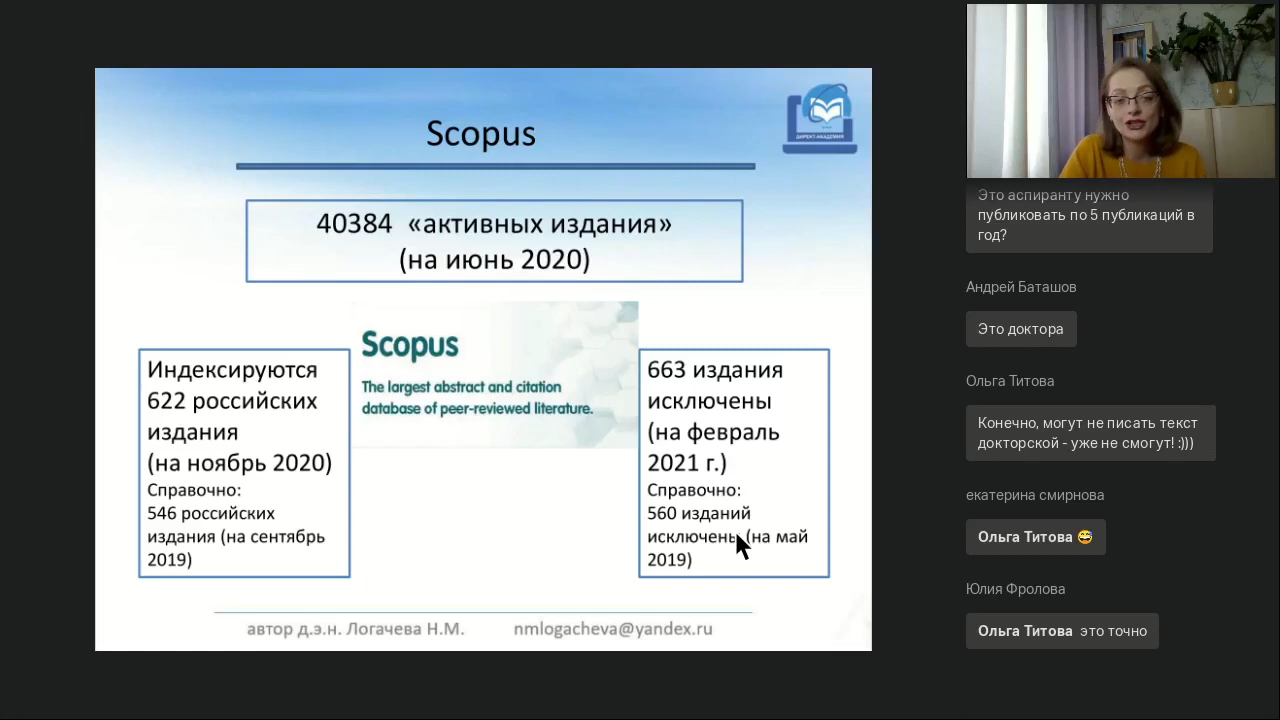 Scopus
ДИРЕКТ-АКАДЕМИЯ
40384 «активных издания»
(на июнь 2020)
Scopus
The largest abstract and citation
database of peer-reviewed literature.
Индексируются
622 российских
издания
(на ноябрь 2020)
Справочно:
546 российских
издания (на сентябрь
2019)
663 издания
исключены
(на февраль
2021 г.)
Справочно:
560 изданий
исключены (на май
2019)
автор д.э.н. Логачева Н.М. nmlogacheva@yandex.ru
Это аспиранту нужно
публиковать по 5 публикаций в
год?
Андрей Баташов
Это доктора
Ольга Титова
Конечно, могут не писать текст
докторской - уже не смогут! :)))
екатерина смирнова
Ольга Титова 😅
Юлия Фролова
Ольга Титова это точно